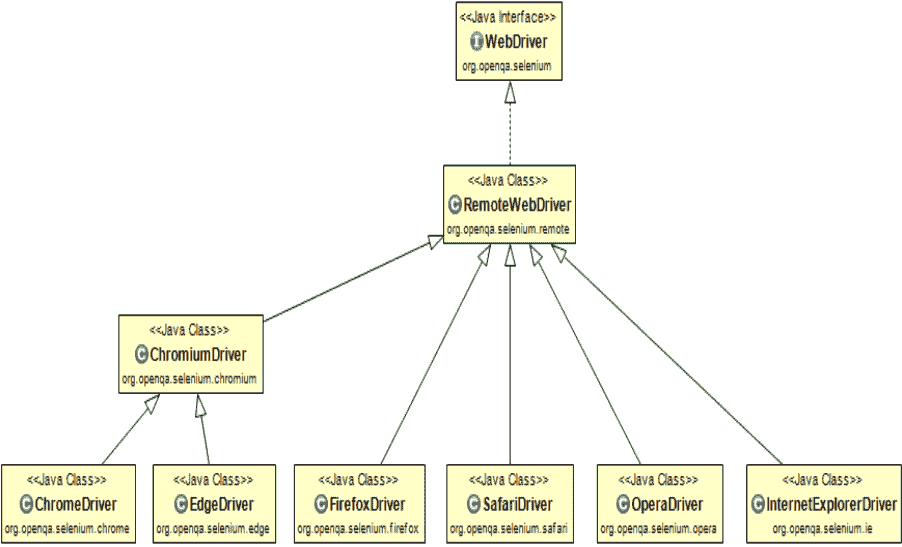 <<Java Interface>>
I WebDriver
org.openqa.selenium
<<Java Class>>
C RemoteWebDriver
org.openqa.selenium.remote
<<Java Class>>
C ChromiumDriver
org.openqa.selenium.chromium
<<Java Class>>
C ChromeDriver
org.openqa.selenium.chrome
<<Java Class>>
C EdgeDriver
org.openqa.selenium.edge
<<Java Class>>
C FirefoxDriver
org.openqa.selenium.firefox
<<Java Class>>
C SafariDriver
org.openqa.selenium.safari
<<Java Class>>
C OperaDriver
org.openqa.selenium.opera
<<Java Class>>
C InternetExplorerDriver
org.openqa.selenium.ie